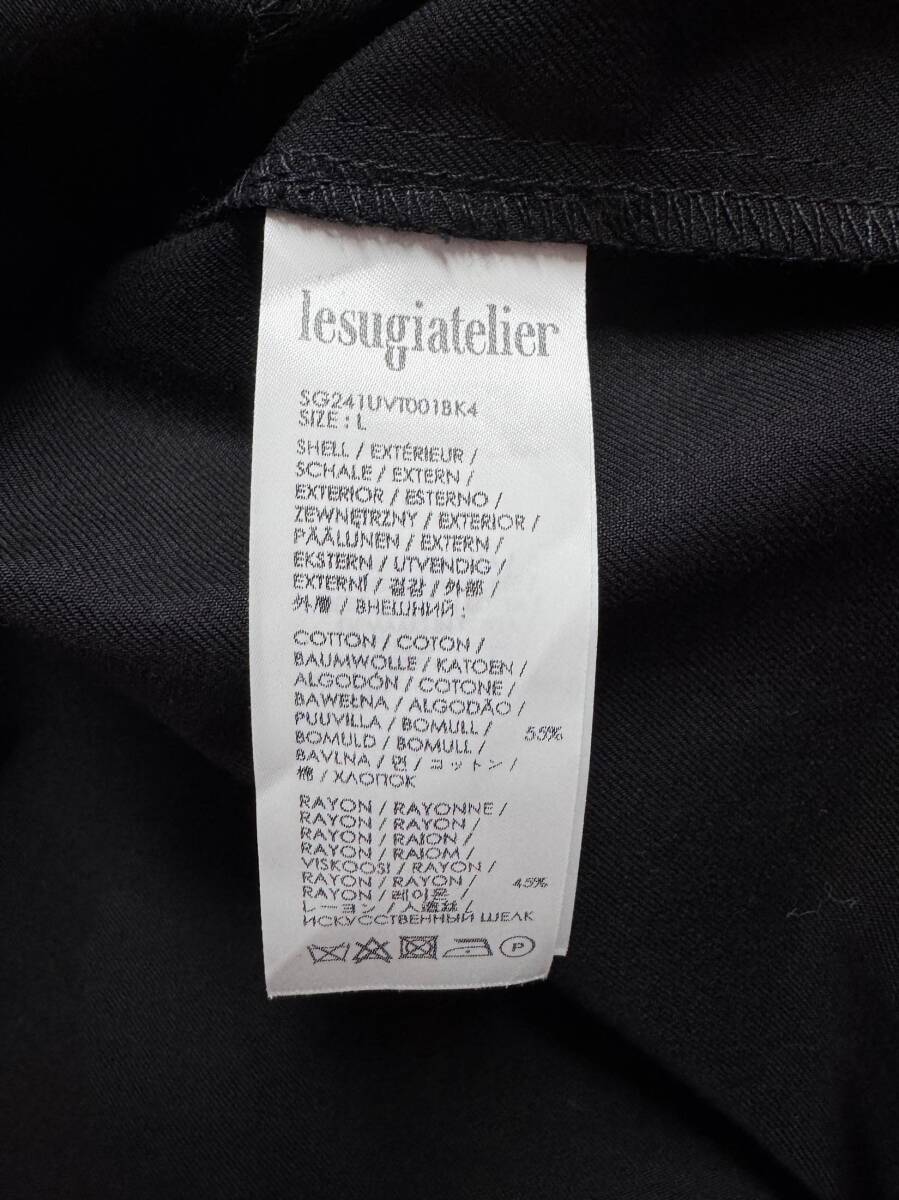 lesugiatelier
SG241UVT001BK4
SIZE : L
SHELL / EXTÉRIEUR /
SCHALE / EXTERN /
EXTERIOR / ESTERNO /
ZEWNĘTRZNY / EXTERIOR /
PÄÄLIJNEN / EXTERN /
EKSTERN / UTVENDIG /
EXTERNÍ / 겉감 / 外部 /
外層 / ВНЕШНИЙ :
COTTON / COTON /
BAUMWOLLE / KATOEN /
ALGODÓN / COTONE /
BAWEŁNA / ALGODÃO /
PUUVILLA / BOMULL / 55%
BOMULD / BOMULL /
BAVLNA / 면 / コットン /
棉 / ХЛОПОК
RAYON / RAYONNE /
RAYON / RAYON /
RAYON / RAION /
RAYON / RAIOM /
VISKOOSI / RAYON /
RAYON / RAYON / 45%
RAYON / 레이온 /
レーヨン / 人造絲 /
ИСКУССТВЕННЫЙ ШЕЛК
P